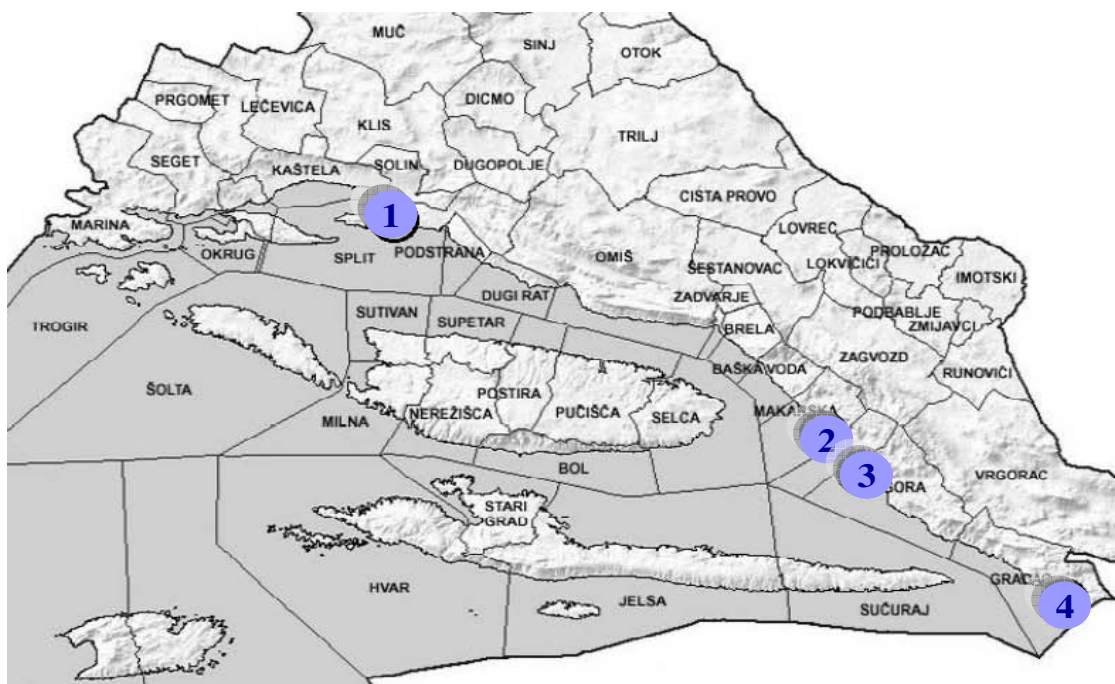 MUČ
SINJ
OTOK
PRGOMET
LEĆEVICA
DICMO
KLIS
TRILJ
SEGET
KAŠTELA
SOLIN
DUGOPOLJE
CISTA PROVO
1
MARINA
OKRUG
SPLIT
PODSTRANA
OMIŠ
LOVREĆ
PROLOŽAC
LOKVIČIĆI
IMOTSKI
ŠESTANOVAC
DUGI RAT
ZADVARJE
PODBABLJE
TROGIR
SUTIVAN
SUPETAR
BRELA
ZMIJAVCI
BAŠKA VODA
ZAGVOZD
RUNOVIĆI
ŠOLTA
POSTIRA
MILNA
NEREŽIŠĆA
PUČIŠĆA
SELCA
MAKARSKA
2
BOL
3
GORA
VRGORAC
STARI
GRAD
HVAR
JELSA
SUĆURAJ
GRADAC
4